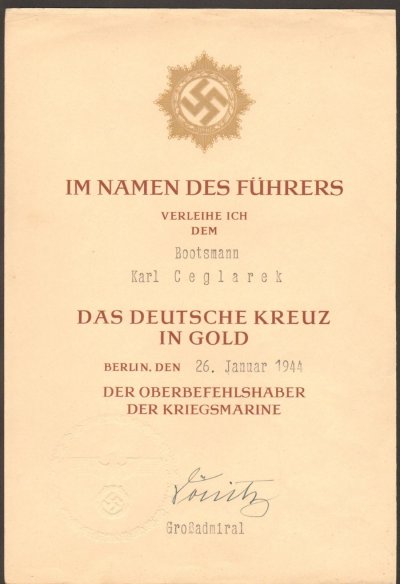 IM NAMEN DES FÜHRERS
VERLEIHE ICH
DEM
Bootsmann
Karl Ceglarek
DAS DEUTSCHE KREUZ
IN GOLD
BERLIN, DEN 26. Januar 1944
DER OBERBEFEHLSHABER
DER KRIEGSMARINE
Dönitz
Großadmiral